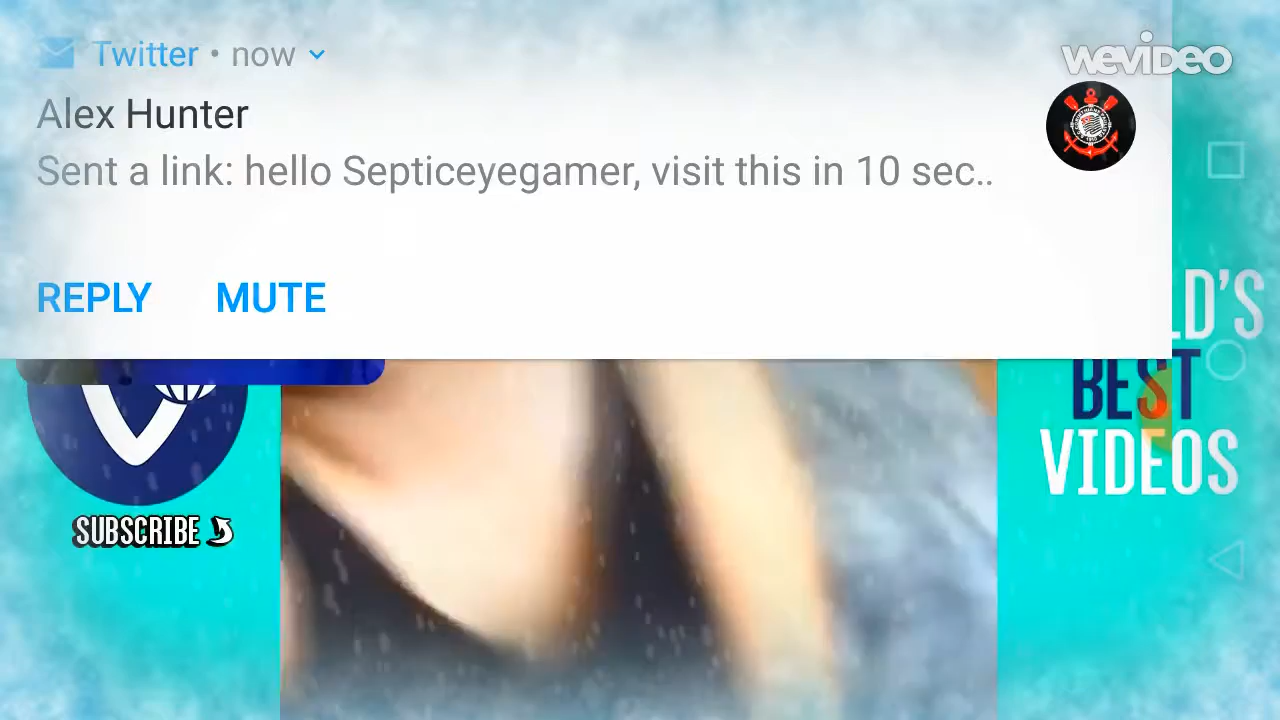 Twitter • now
wevideo
Alex Hunter
Sent a link: hello Septiceyegamer, visit this in 10 sec..
REPLY MUTE
LD'S
BEST
VIDEOS
SUBSCRIBE